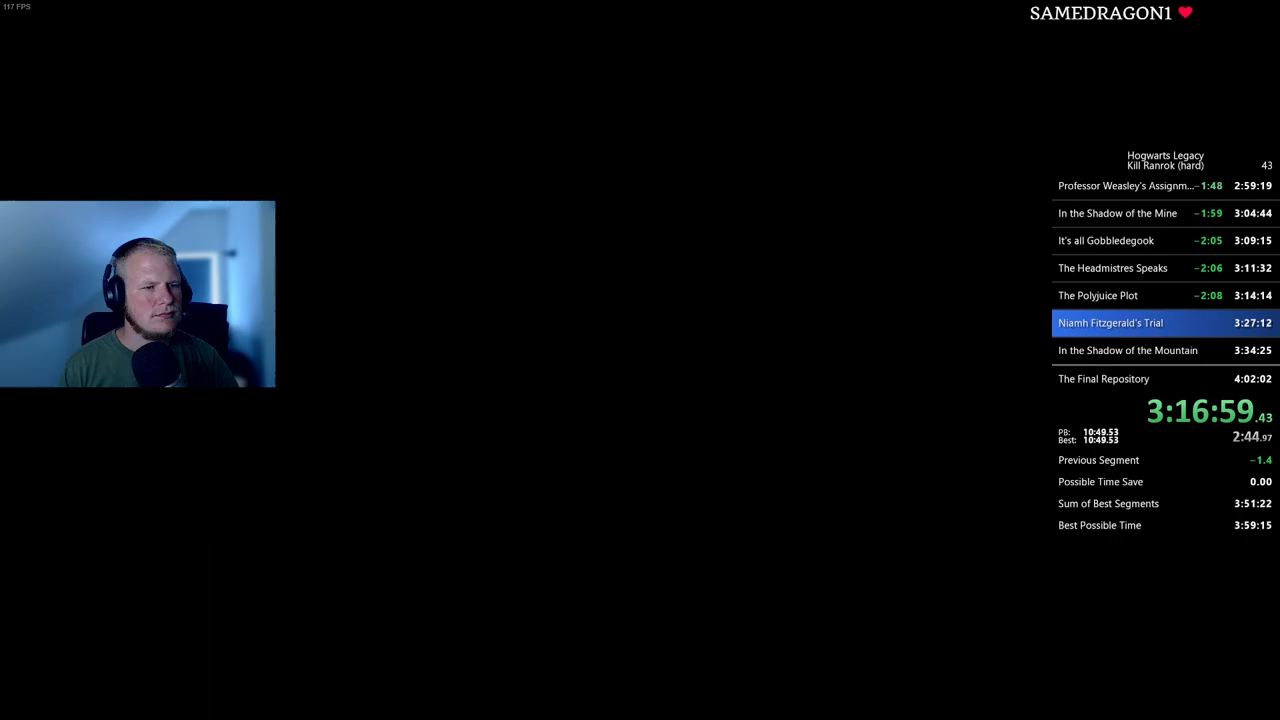 117 FPS
SAMEDRAGON1
Hogwarts Legacy
Kill Ranrok (hard) 43
Professor Weasley's Assignm... −1:48 2:59:19
In the Shadow of the Mine −1:59 3:04:44
It's all Gobbledegook −2:05 3:09:15
The Headmistres Speaks −2:06 3:11:32
The Polyjuice Plot −2:08 3:14:14
Niamh Fitzgerald's Trial 3:27:12
In the Shadow of the Mountain 3:34:25
The Final Repository 4:02:02
3:16:59.43
PB: 10:49.53
Best: 10:49.53 2:44.97
Previous Segment −1.4
Possible Time Save 0.00
Sum of Best Segments 3:51:22
Best Possible Time 3:59:15